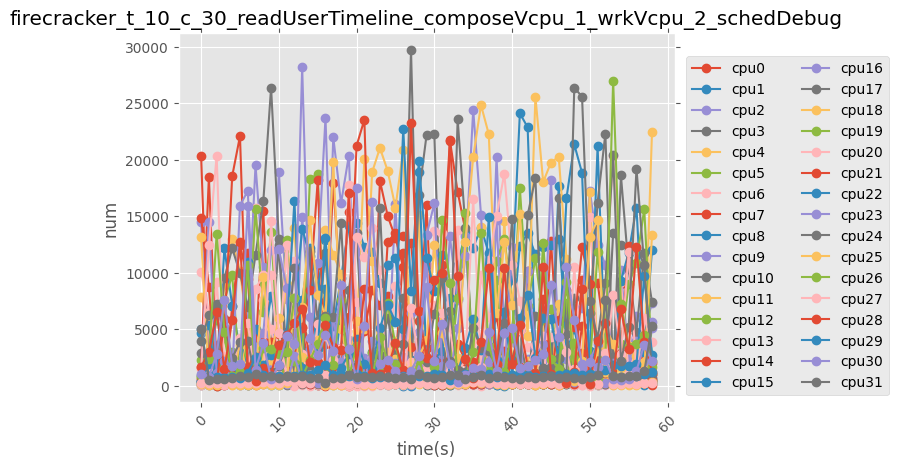 firecracker_t_10_c_30_readUserTimeline_composeVcpu_1_wrkVcpu_2_schedDebug
30000
25000
20000
15000
10000
5000
0
num
0 10 20 30 40 50 60
time(s)
cpu0 cpu16
cpu1 cpu17
cpu2 cpu18
cpu3 cpu19
cpu4 cpu20
cpu5 cpu21
cpu6 cpu22
cpu7 cpu23
cpu8 cpu24
cpu9 cpu25
cpu10 cpu26
cpu11 cpu27
cpu12 cpu28
cpu13 cpu29
cpu14 cpu30
cpu15 cpu31